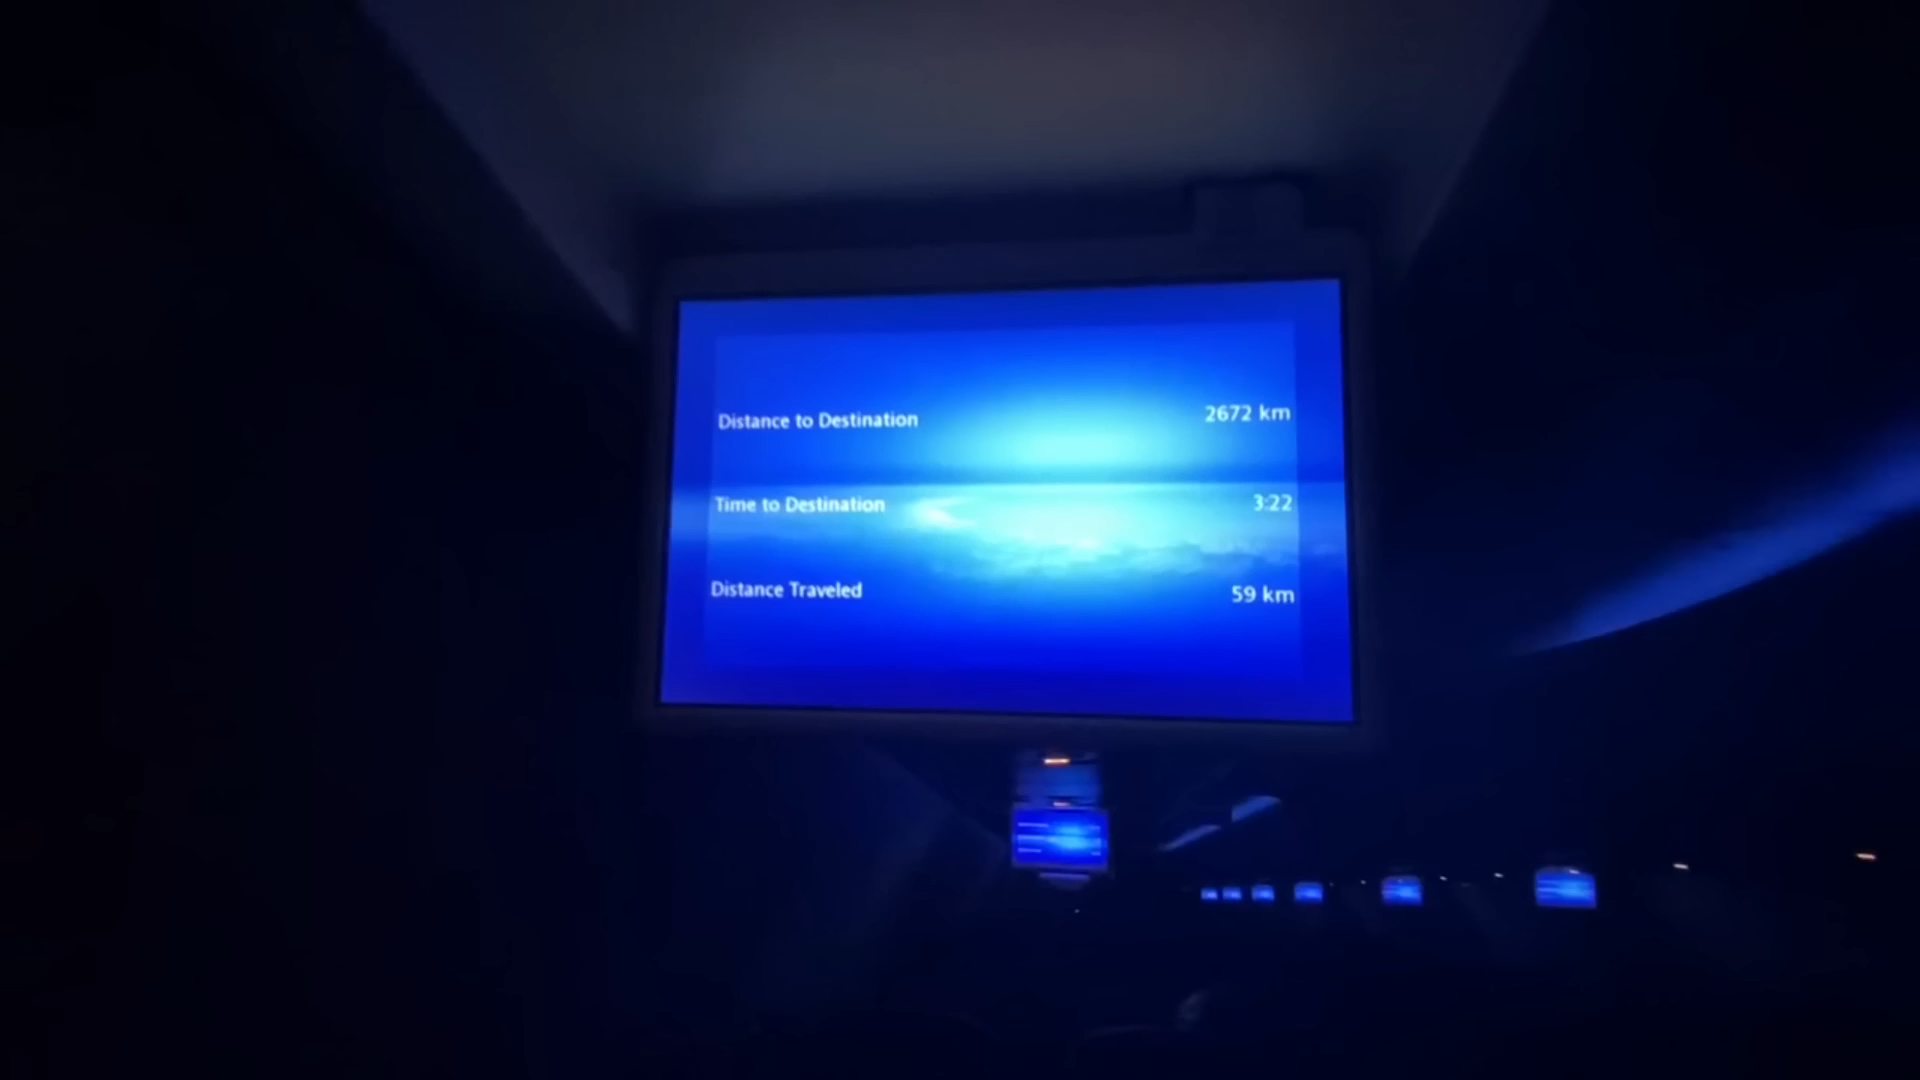 Distance to Destination 2672 km
Time to Destination 3:22
Distance Traveled 59 km